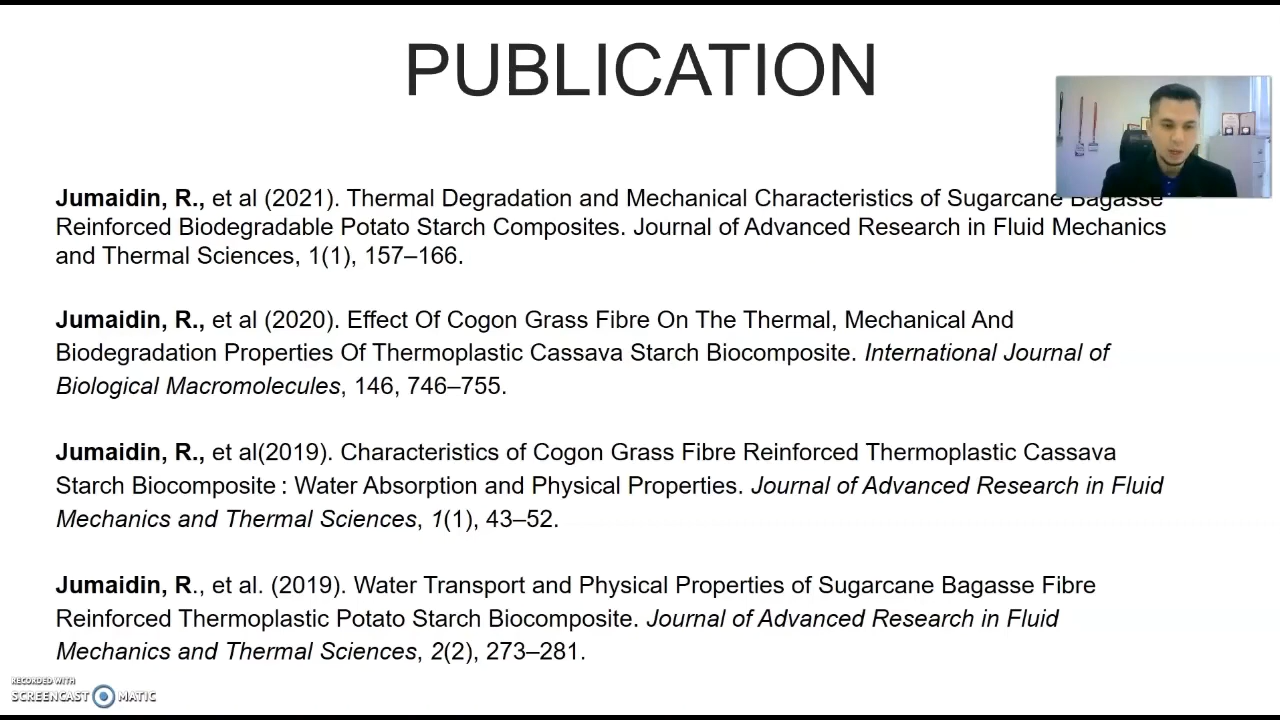 PUBLICATION
Jumaidin, R., et al (2021). Thermal Degradation and Mechanical Characteristics of Sugarcane Bagasse
Reinforced Biodegradable Potato Starch Composites. Journal of Advanced Research in Fluid Mechanics
and Thermal Sciences, 1(1), 157–166.
Jumaidin, R., et al (2020). Effect Of Cogon Grass Fibre On The Thermal, Mechanical And
Biodegradation Properties Of Thermoplastic Cassava Starch Biocomposite. International Journal of
Biological Macromolecules, 146, 746–755.
Jumaidin, R., et al(2019). Characteristics of Cogon Grass Fibre Reinforced Thermoplastic Cassava
Starch Biocomposite : Water Absorption and Physical Properties. Journal of Advanced Research in Fluid
Mechanics and Thermal Sciences, 1(1), 43–52.
Jumaidin, R., et al. (2019). Water Transport and Physical Properties of Sugarcane Bagasse Fibre
Reinforced Thermoplastic Potato Starch Biocomposite. Journal of Advanced Research in Fluid
Mechanics and Thermal Sciences, 2(2), 273–281.
RECORDED WITH
SCREENCAST MATIC